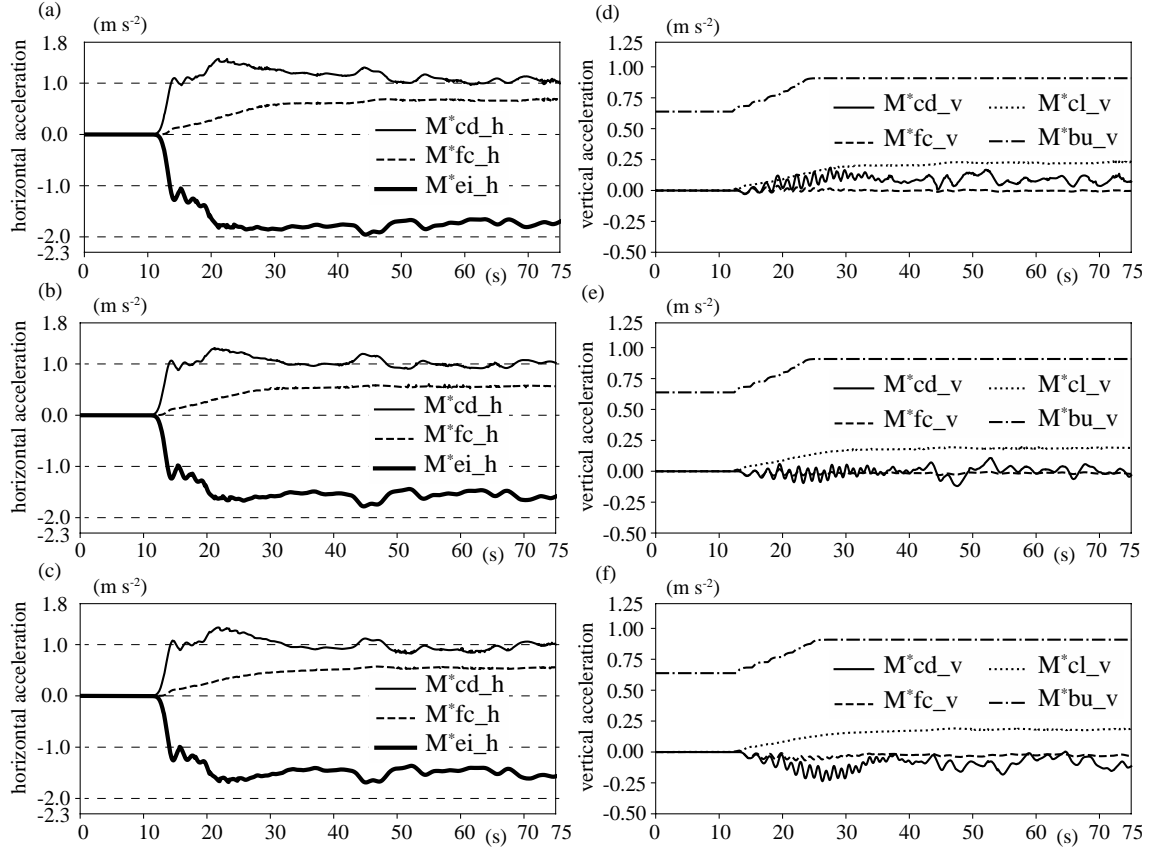 (a)
(m s-2)
horizontal acceleration
1.8
1.0
0.0
-1.0
-2.0
-2.3
M*cd_h
M*fc_h
M*ei_h
0 10 20 30 40 50 60 (s) 75
(d)
(m s-2)
vertical acceleration
1.25
1.00
0.75
0.50
0.25
0.00
-0.25
-0.50
M*cd_v M*cl_v
M*fc_v M*bu_v
0 10 20 30 40 50 60 (s) 70 75
(b)
(m s-2)
horizontal acceleration
1.8
1.0
0.0
-1.0
-2.0
-2.3
M*cd_h
M*fc_h
M*ei_h
0 10 20 30 40 50 60 (s) 75
(e)
(m s-2)
vertical acceleration
1.25
1.00
0.75
0.50
0.25
0.00
-0.25
-0.50
M*cd_v M*cl_v
M*fc_v M*bu_v
0 10 20 30 40 50 60 (s) 70 75
(c)
(m s-2)
horizontal acceleration
1.8
1.0
0.0
-1.0
-2.0
-2.3
M*cd_h
M*fc_h
M*ei_h
0 10 20 30 40 50 60 (s) 75
(f)
(m s-2)
vertical acceleration
1.25
1.00
0.75
0.50
0.25
0.00
-0.25
-0.50
M*cd_v M*cl_v
M*fc_v M*bu_v
0 10 20 30 40 50 60 (s) 70 75